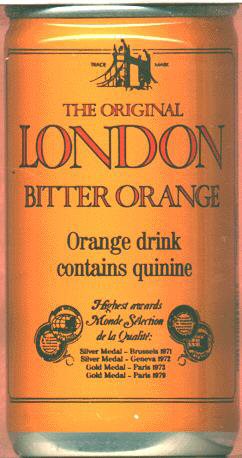 TRADE MARK
THE ORIGINAL
LONDON
BITTER ORANGE
Orange drink
contains quinine
Highest awards
Monde Sélection
de la Qualité:
Silver Medal - Brussels 1971
Silver Medal - Geneva 1972
Gold Medal - Paris 1973
Gold Medal - Paris 1979